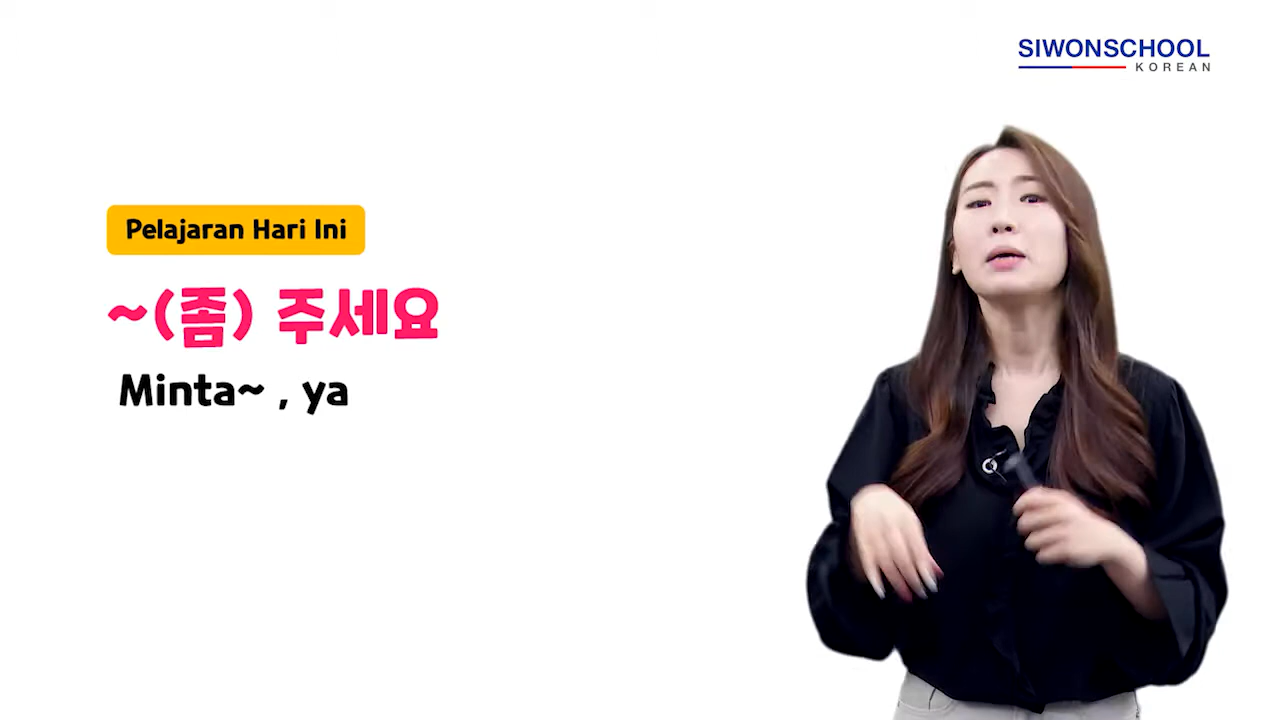 SIWONSCHOOL
KOREAN
Pelajaran Hari Ini
~(좀) 주세요
Minta~ , ya